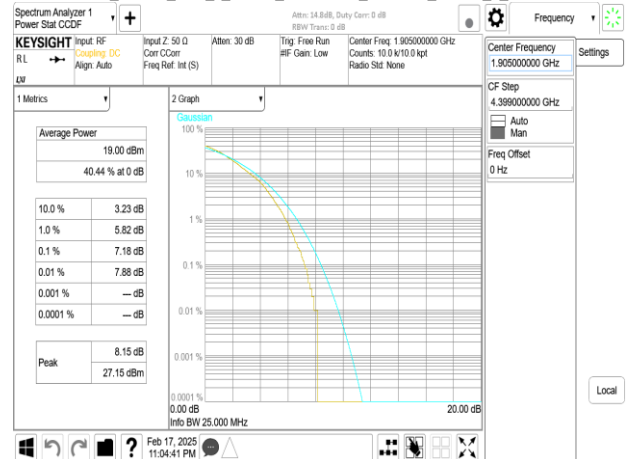 Spectrum Analyzer 1
Power Stat CCDF
Attn: 14.8dB, Duty Corr: 0 dB
RBW Trans: 0 dB
Frequency
KEYSIGHT
RL
Input: RF
Coupling: DC
Align: Auto
Input Z: 50 Ω
Corr CCorr
Freq Ref: Int (S)
Atten: 30 dB
Trig: Free Run
#IF Gain: Low
Center Freq: 1.905000000 GHz
Counts: 10.0 k/10.0 kpt
Radio Std: None
Center Frequency
1.905000000 GHz
Settings
CF Step
4.399000000 GHz
Auto
Man
Freq Offset
0 Hz
1 Metrics
2 Graph
Average Power
19.00 dBm
40.44 % at 0 dB
10.0 % 3.23 dB
1.0 % 5.82 dB
0.1 % 7.18 dB
0.01 % 7.88 dB
0.001 % — dB
0.0001 % — dB
Peak
8.15 dB
27.15 dBm
Gaussian
100 %
10 %
1 %
0.1 %
0.01 %
0.001 %
0.0001 %
0.00 dB
20.00 dB
Info BW 25.000 MHz
Local
Feb 17, 2025
11:04:41 PM